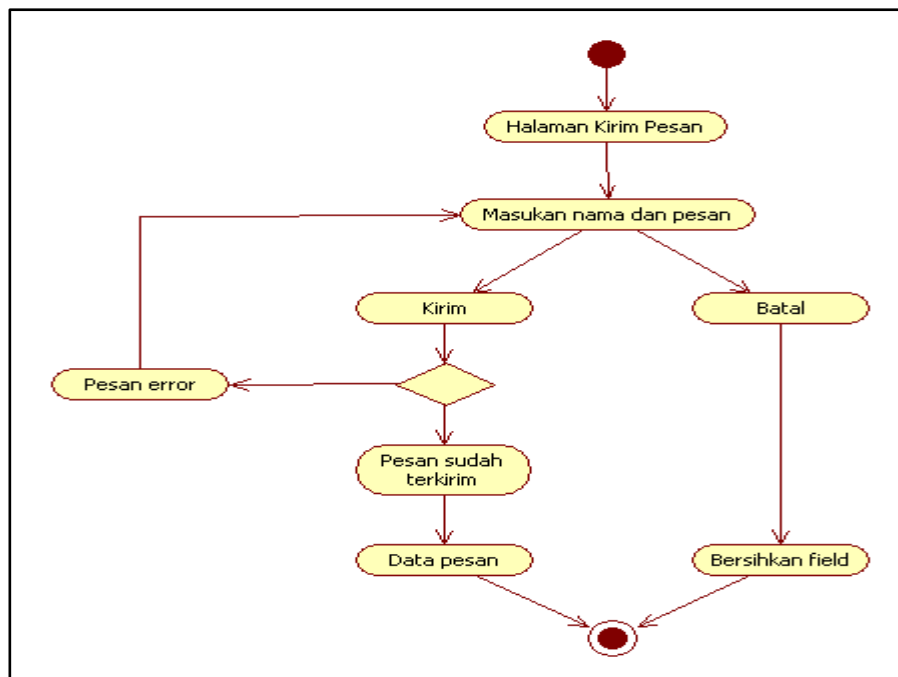 Halaman Kirim Pesan
Masukan nama dan pesan
Kirim
Batal
Pesan error
Pesan sudah
terkirim
Data pesan
Bersihkan field